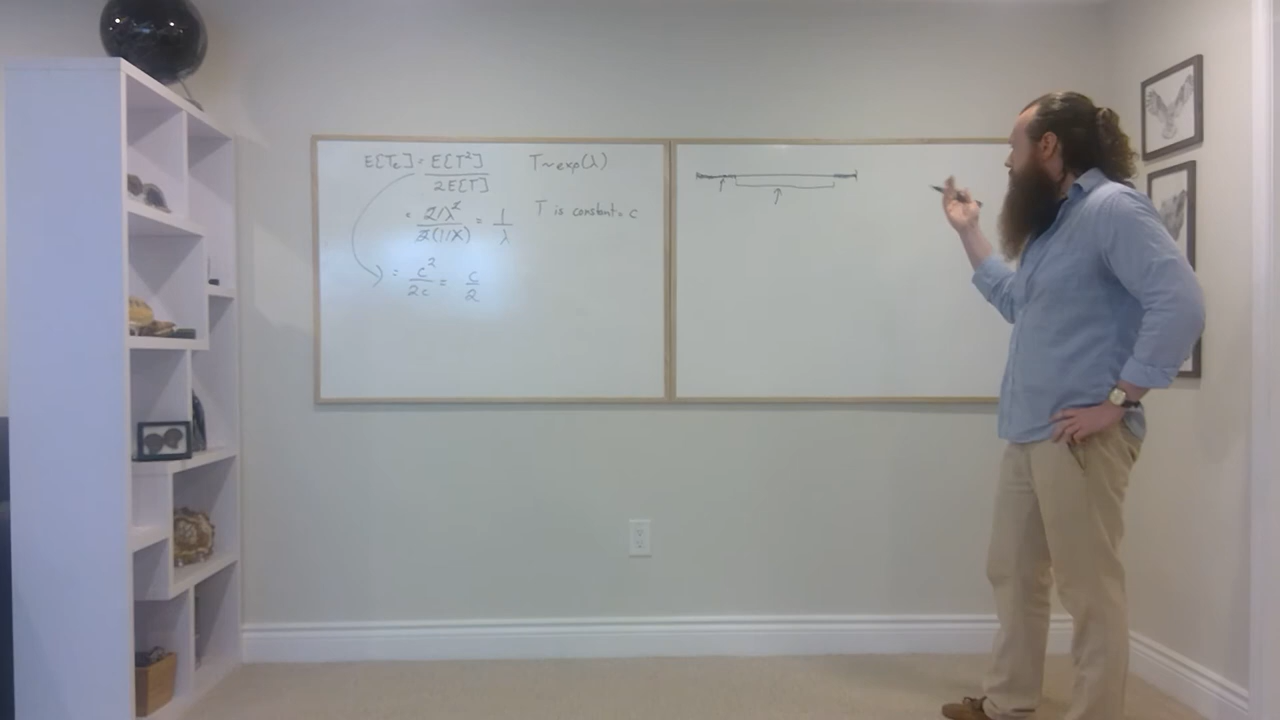 E[Te] = E[T²] / 2E[T] T~exp(λ)
= 2/λ² / 2(1/λ) = 1/λ T is constant = c
= c² / 2c = c/2